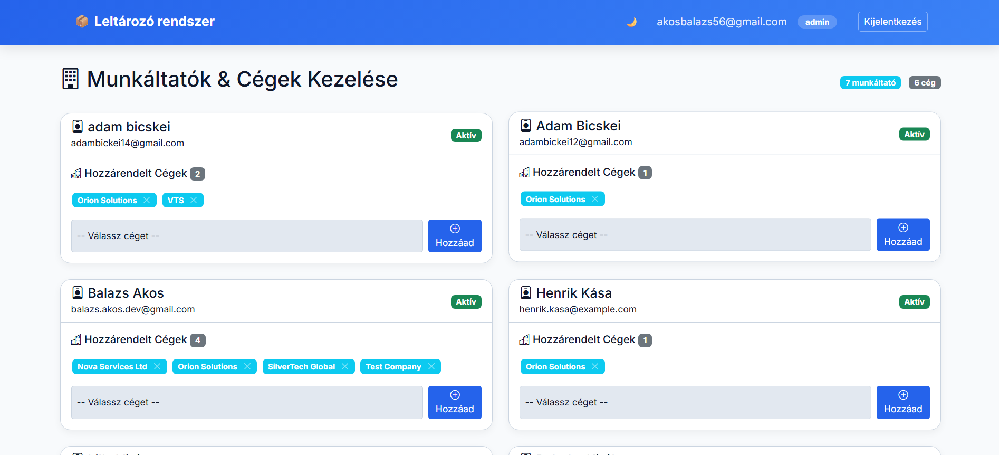 Leltározó rendszer
akosbalazs56@gmail.com admin Kijelentkezés
Munkáltatók & Cégek Kezelése
7 munkáltató 6 cég
adam bicskei
adambickei14@gmail.com
Aktív
Hozzárendelt Cégek 2
Orion Solutions VTS
-- Válassz céget --
Hozzáad
Adam Bicskei
adambickei12@gmail.com
Aktív
Hozzárendelt Cégek 1
Orion Solutions
-- Válassz céget --
Hozzáad
Balazs Akos
balazs.akos.dev@gmail.com
Aktív
Hozzárendelt Cégek 4
Nova Services Ltd Orion Solutions SilverTech Global Test Company
-- Válassz céget --
Hozzáad
Henrik Kása
henrik.kasa@example.com
Aktív
Hozzárendelt Cégek 1
Orion Solutions
-- Válassz céget --
Hozzáad